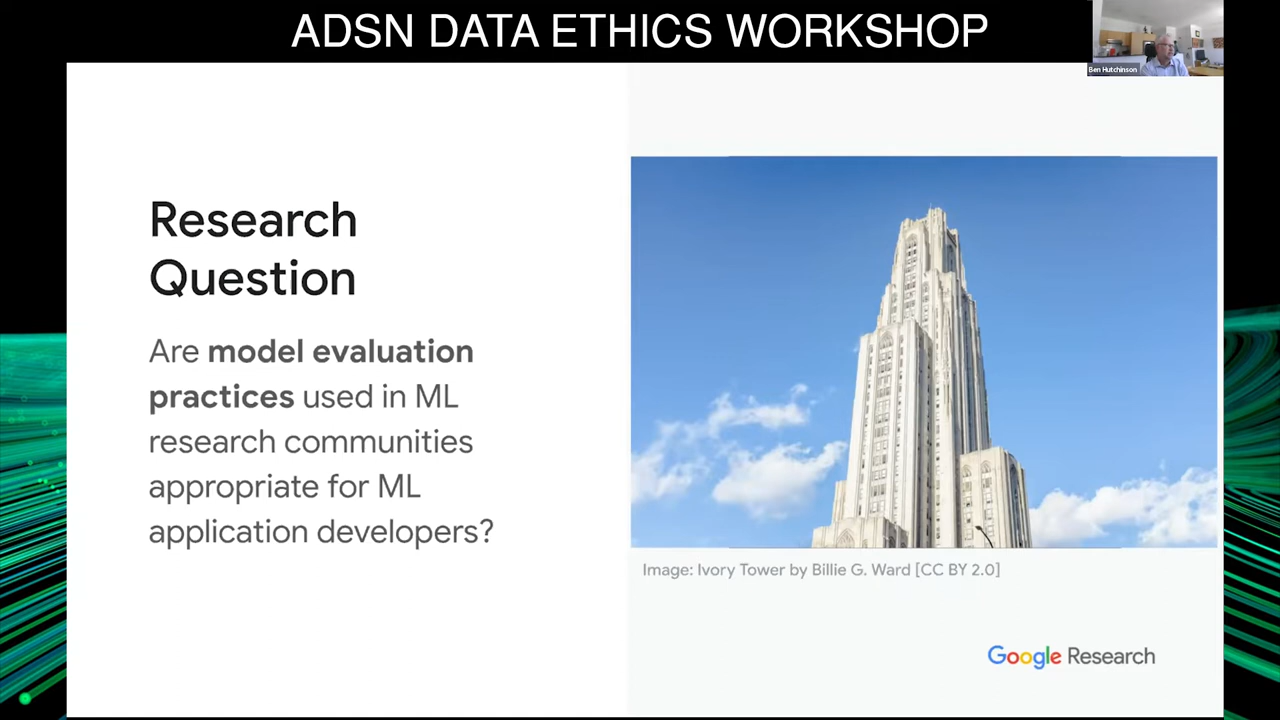 ADSN DATA ETHICS WORKSHOP
Ben Hutchinson
Research
Question
Are model evaluation
practices used in ML
research communities
appropriate for ML
application developers?
Image: Ivory Tower by Billie G. Ward [CC BY 2.0]
Google Research